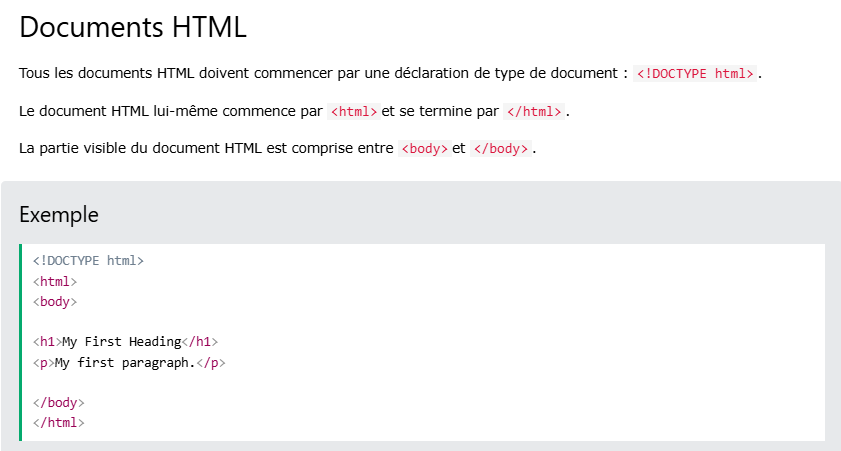 Documents HTML
Tous les documents HTML doivent commencer par une déclaration de type de document : <!DOCTYPE html>.
Le document HTML lui-même commence par <html>et se termine par </html>.
La partie visible du document HTML est comprise entre <body>et </body>.
Exemple
<!DOCTYPE html>
<html>
<body>
<h1>My First Heading</h1>
<p>My first paragraph.</p>
</body>
</html>